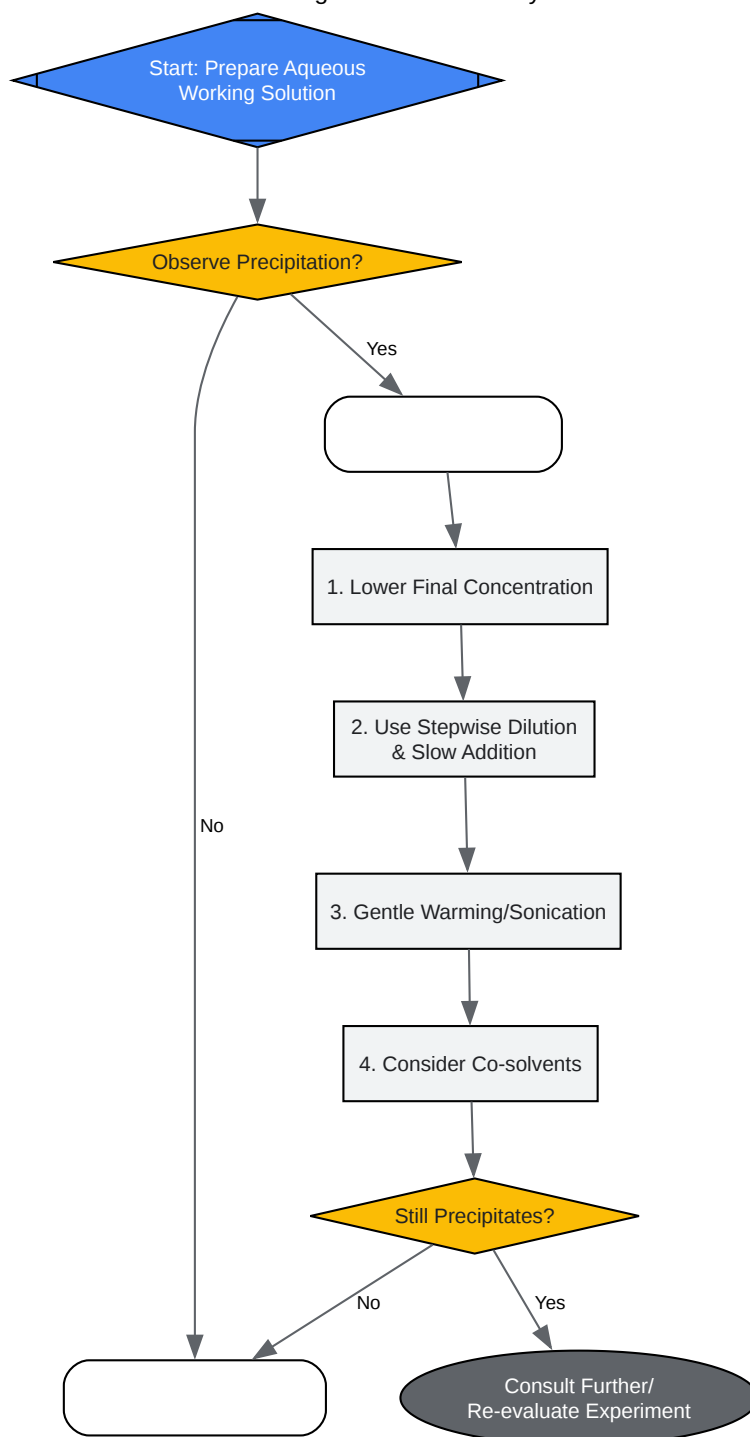 Start: Prepare Aqueous
Working Solution
Observe Precipitation?
Yes
1. Lower Final Concentration
2. Use Stepwise Dilution
& Slow Addition
No
3. Gentle Warming/Sonication
4. Consider Co-solvents
Still Precipitates?
No
Yes
Consult Further/
Re-evaluate Experiment